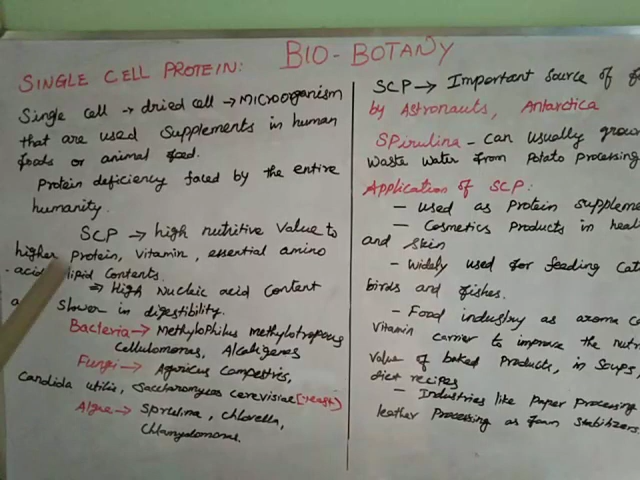 BIO-BOTANY
SINGLE CELL PROTEIN:
Single cell → dried cell → Microorganism
that are used Supplements in human
foods or animal feed.
Protein deficiency faced by the entire
humanity.
SCP → high nutritive value to
higher protein, vitamin, essential amino
acid lipid contents.
→ High Nucleic acid content
slower in digestibility.
Bacteria → Methylophilus methylotropous
Cellulomonas, Alcaligenes
Fungi → Agaricus Campestris,
Candida utilis, Saccharomyces cerevisiae (yeast)
Algae → Spirulina, Chlorella,
Chlamydomonas.
SCP → Important Source of
by Astronauts, Antarctica
Spirulina - can usually grown
Waste water from Potato Processing
Application of SCP:
- used as Protein suppleme
- Cosmetics Products in heal
and Skin
- Widely used for feeding Cat
birds and fishes.
- Food industry as aroma ca
Vitamin carrier to improve the nutri
value of baked Products, in Soups,
diet recipes
- Industries like Paper Processing
leather Processing as foam stabilizers.